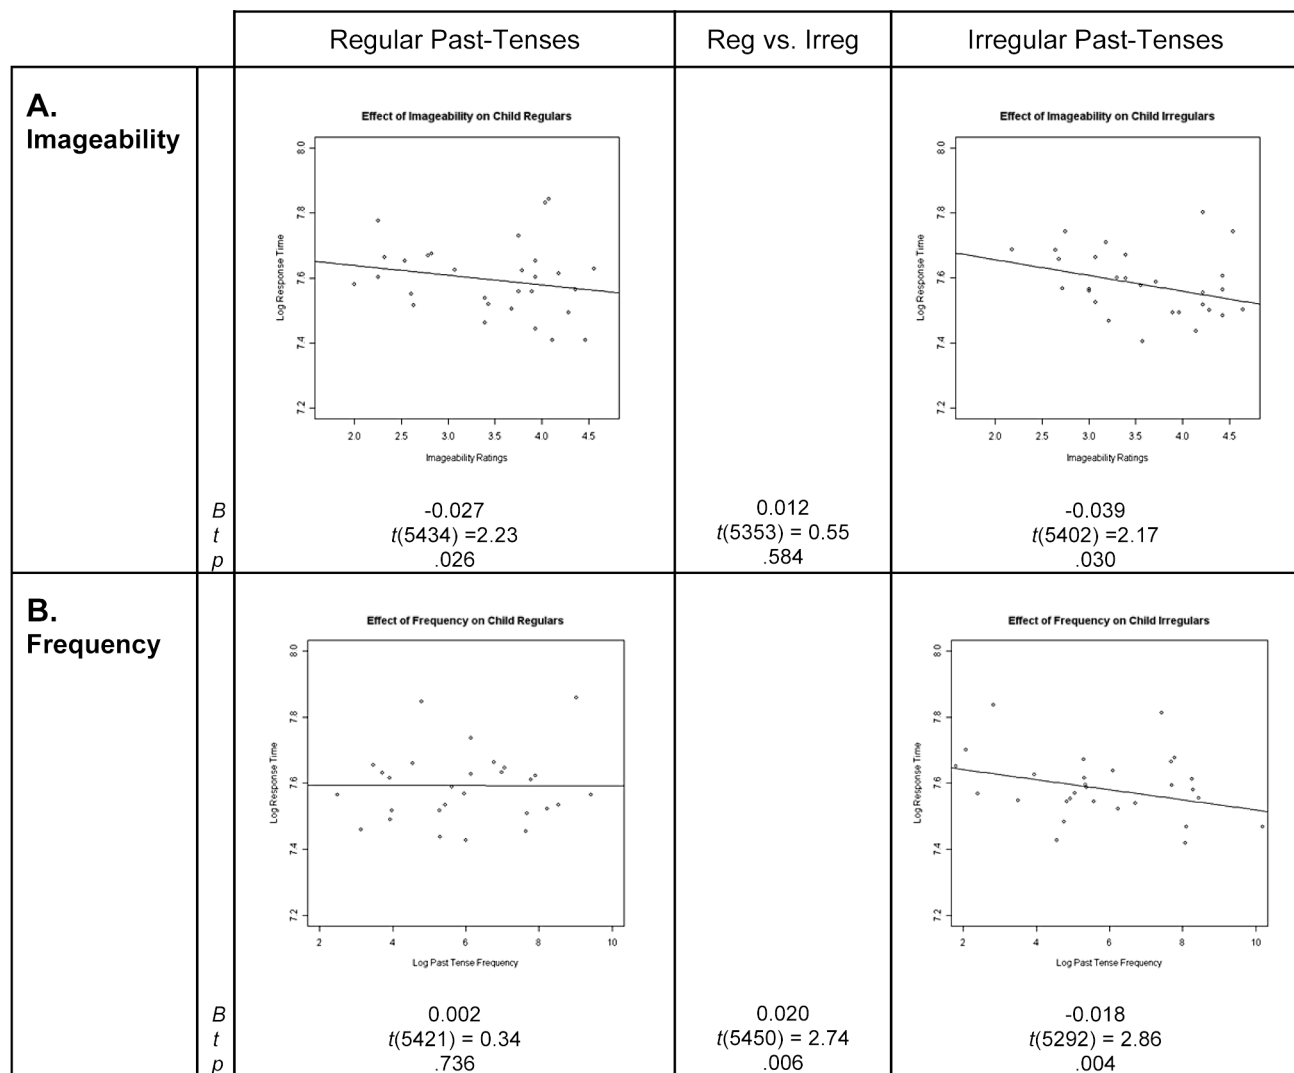 Regular Past-Tenses
Reg vs. Irreg
Irregular Past-Tenses
A.
Imageability
Effect of Imageability on Child Regulars
Log Response Time
8.0
7.8
7.6
7.4
7.2
2.0 2.5 3.0 3.5 4.0 4.5
Imageability Ratings
Effect of Imageability on Child Irregulars
Log Response Time
8.0
7.8
7.6
7.4
7.2
2.0 2.5 3.0 3.5 4.0 4.5
Imageability Ratings
B -0.027 0.012 -0.039
t t(5434) =2.23 t(5353) = 0.55 t(5402) =2.17
p .026 .584 .030
B.
Frequency
Effect of Frequency on Child Regulars
Log Response Time
8.0
7.8
7.6
7.4
7.2
2 4 6 8 10
Log Past Tense Frequency
Effect of Frequency on Child Irregulars
Log Response Time
8.0
7.8
7.6
7.4
7.2
2 4 6 8 10
Log Past Tense Frequency
B 0.002 0.020 -0.018
t t(5421) = 0.34 t(5450) = 2.74 t(5292) = 2.86
p .736 .006 .004